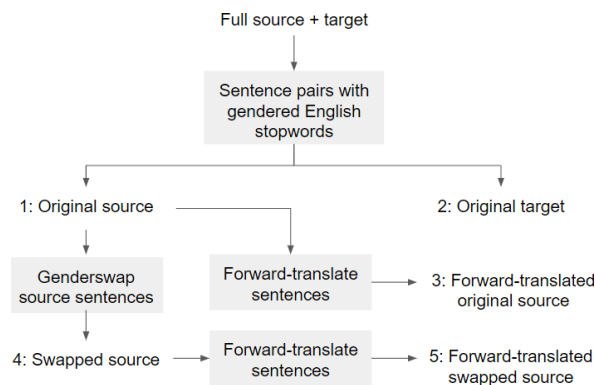 Full source + target
Sentence pairs with
gendered English
stopwords
1: Original source
2: Original target
Genderswap
source sentences
Forward-translate
sentences
3: Forward-translated
original source
4: Swapped source
Forward-translate
sentences
5: Forward-translated
swapped source